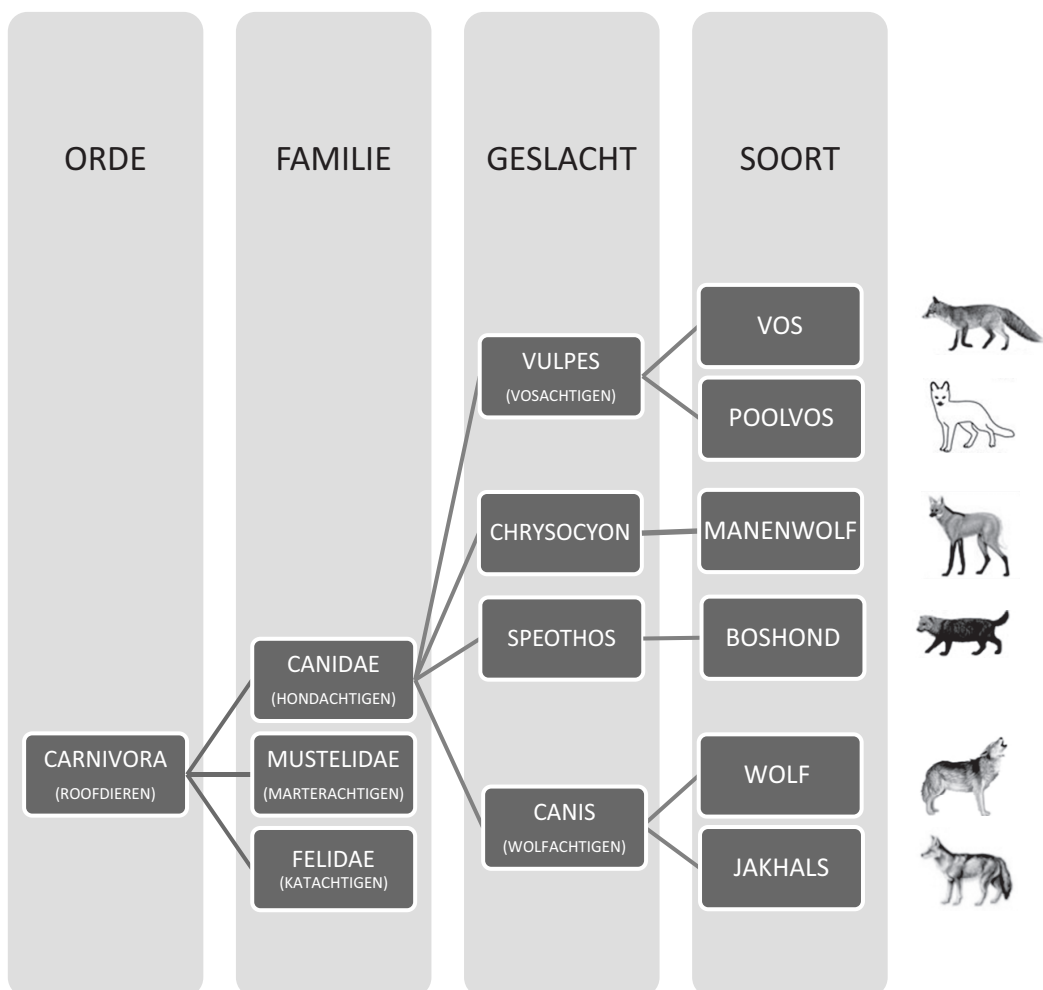 ORDE
FAMILIE
GESLACHT
SOORT
CARNIVORA
(ROOFDIEREN)
CANIDAE
(HONDACHTIGEN)
MUSTELIDAE
(MARTERACHTIGEN)
FELIDAE
(KATACHTIGEN)
VULPES
(VOSACHTIGEN)
CHRYSOCYON
SPEOTHOS
CANIS
(WOLFACHTIGEN)
VOS
POOLVOS
MANENWOLF
BOSHOND
WOLF
JAKHALS